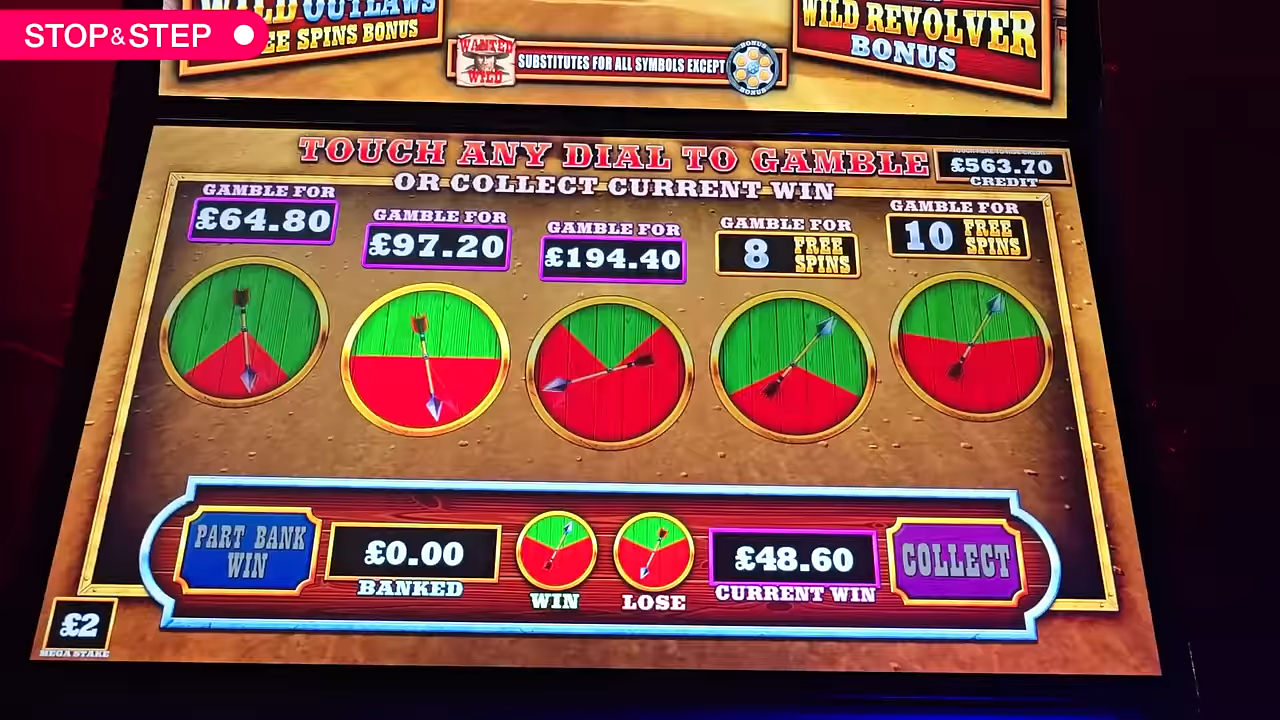 STOP&STEP
WILD OUTLAWS
FREE SPINS BONUS
WANTED
WILD
SUBSTITUTES FOR ALL SYMBOLS EXCEPT
BONUS
BONUS
WILD REVOLVER
BONUS
TOUCH ANY DIAL TO GAMBLE
OR COLLECT CURRENT WIN
£563.70
CREDIT
GAMBLE FOR
£64.80
GAMBLE FOR
£97.20
GAMBLE FOR
£194.40
GAMBLE FOR
8 FREE SPINS
GAMBLE FOR
10 FREE SPINS
PART BANK
WIN
£0.00
BANKED
WIN
LOSE
£48.60
CURRENT WIN
COLLECT
£2
MEGA STAKE